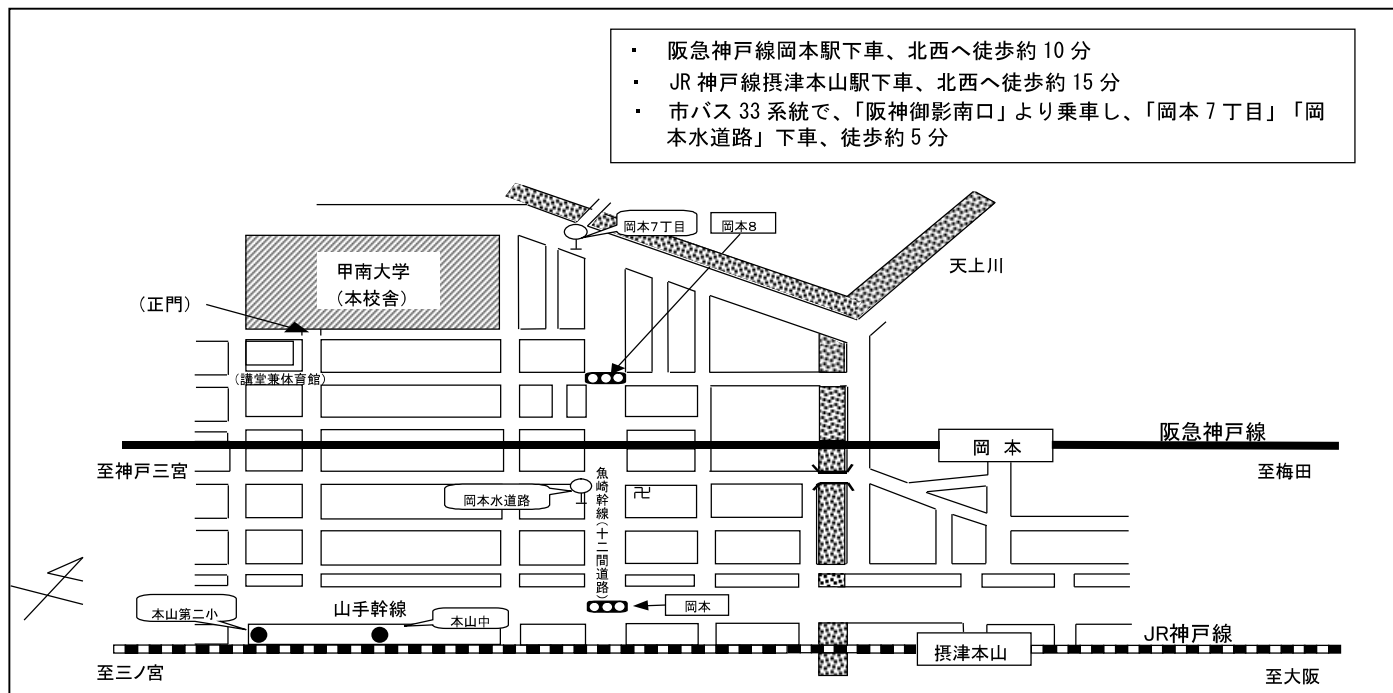 ・ 阪急神戸線岡本駅下車、北西へ徒歩約 10 分
・ JR 神戸線摂津本山駅下車、北西へ徒歩約 15 分
・ 市バス 33 系統で、「阪神御影南口」より乗車し、「岡本 7 丁目」「岡
本水道路」下車、徒歩約 5 分
岡本7丁目
岡本8
天上川
甲南大学
（本校舎）
（正門）
（講堂兼体育館）
阪急神戸線
岡 本
至神戸三宮
至梅田
魚崎幹線（十二間道路）
岡本水道路
卍
本山第二小
山手幹線
本山中
岡本
JR神戸線
摂津本山
至三ノ宮
至大阪